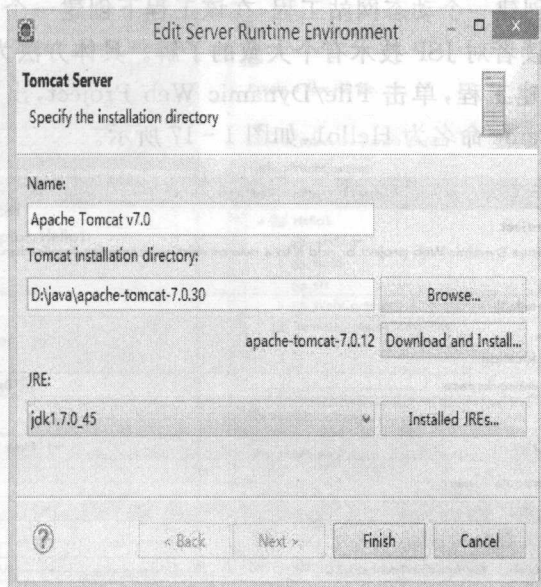 Edit Server Runtime Environment
Tomcat Server
Specify the installation directory
Name:
Apache Tomcat v7.0
Tomcat installation directory:
D:\java\apache-tomcat-7.0.30
Browse...
apache-tomcat-7.0.12 Download and Install...
JRE:
jdk1.7.0_45
Installed JREs...
? < Back Next > Finish Cancel